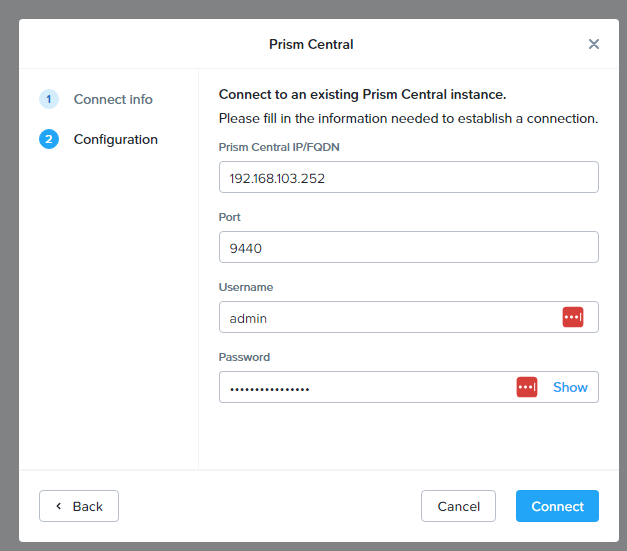 Prism Central
1 Connect info
2 Configuration
Connect to an existing Prism Central instance.
Please fill in the information needed to establish a connection.
Prism Central IP/FQDN
192.168.103.252
Port
9440
Username
admin
Password
••••••••••••••••
Show
Back
Cancel
Connect